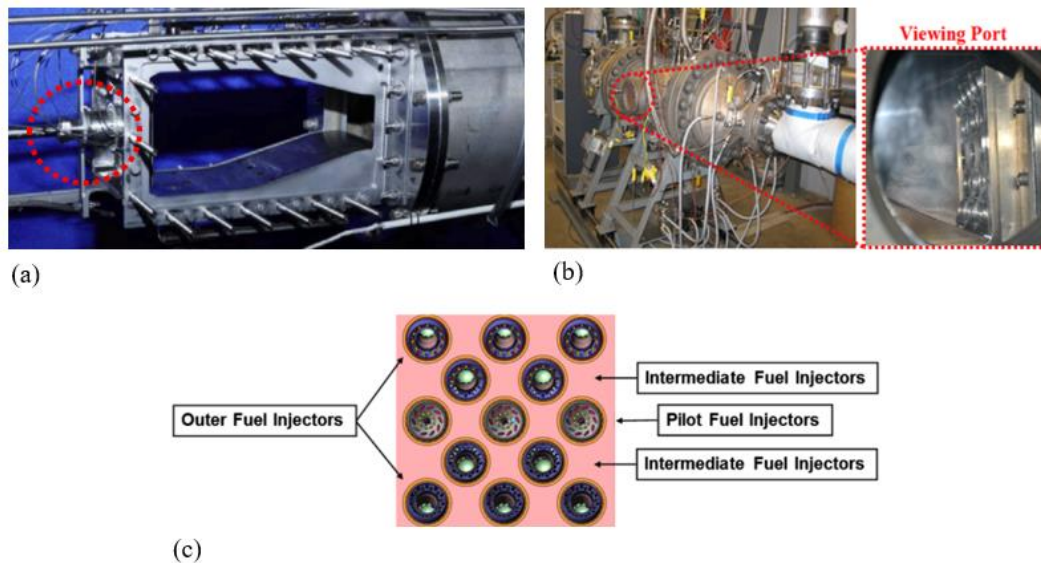 Viewing Port
(a)
(b)
Outer Fuel Injectors
Intermediate Fuel Injectors
Pilot Fuel Injectors
Intermediate Fuel Injectors
(c)